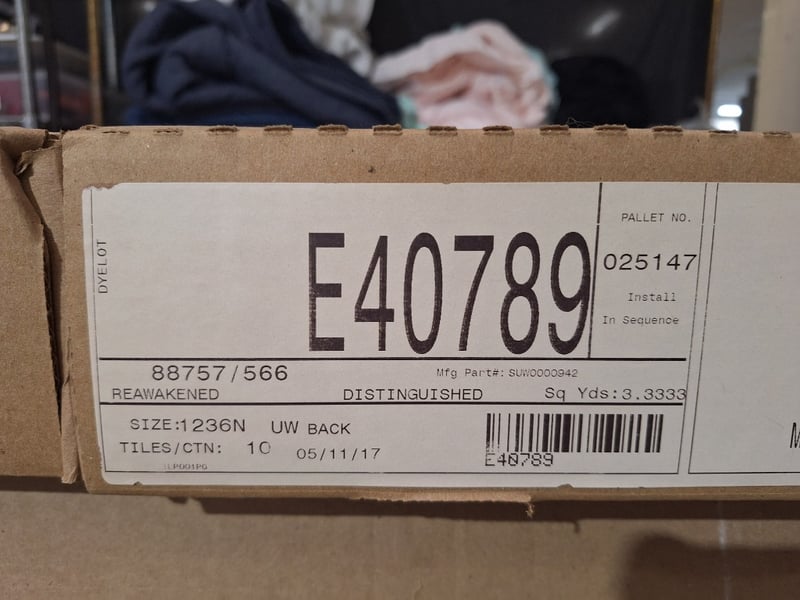 DYELOT
E40789
PALLET NO.
025147
Install
In Sequence
88757/566
Mfg Part#: SUW0000942
REAWAKENED
DISTINGUISHED
Sq Yds:3.3333
SIZE:1236N UW BACK
TILES/CTN: 10 05/11/17
E40789
LP001PG